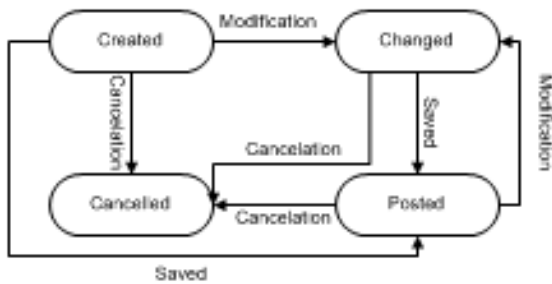 Created
Modification
Changed
Cancelation
Saved
Modification
Cancelation
Cancelled
Cancelation
Posted
Saved